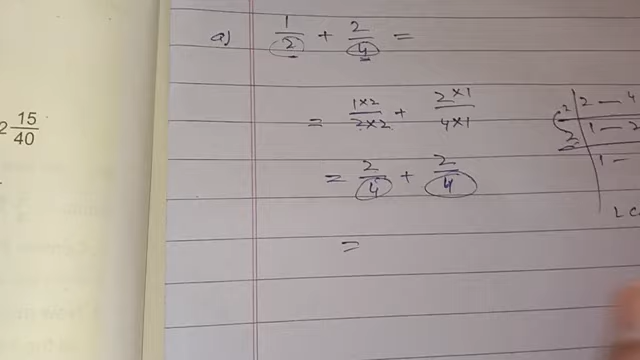 a) 1/2 + 2/4 =
= 1×2/2×2 + 2×1/4×1
= 2/4 + 2/4
=
2 15/40
2 | 2 – 4
2 | 1 – 2
1 –
LC